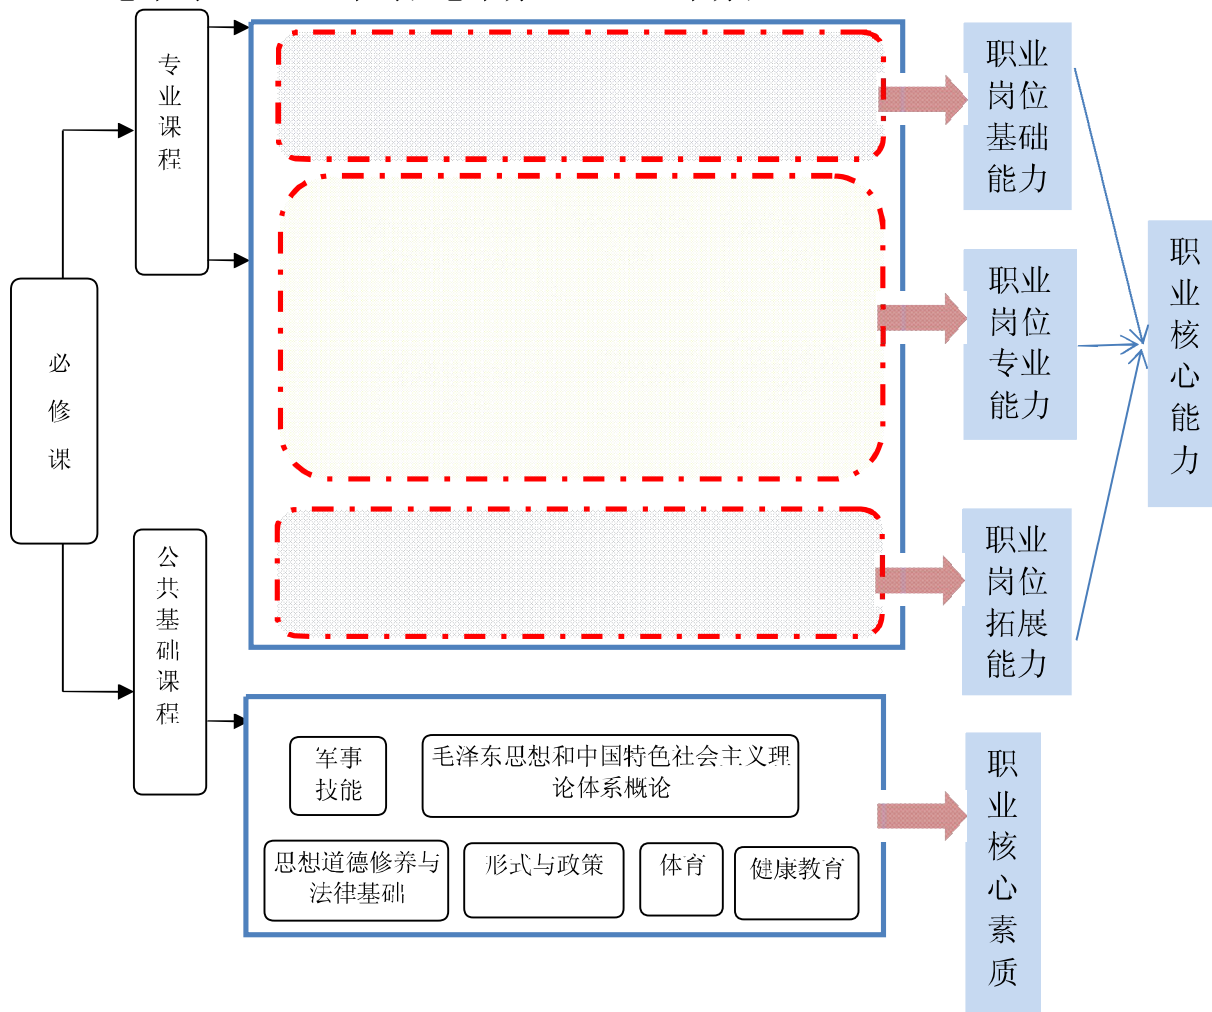 专
业
课
程
职业
岗位
基础
能力
必
修
课
职业
岗位
专业
能力
职
业
核
心
能
力
公
共
基
础
课
程
职业
岗位
拓展
能力
军事
技能
毛泽东思想和中国特色社会主义理
论体系概论
思想道德修养与
法律基础
形式与政策
体育
健康教育
职
业
核
心
素
质